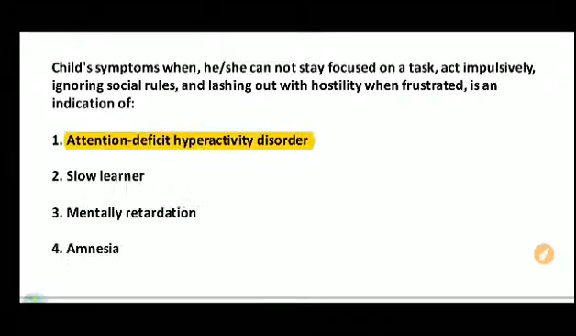 Child's symptoms when, he/she can not stay focused on a task, act impulsively,
ignoring social rules, and lashing out with hostility when frustrated, is an
indication of:
1. Attention-deficit hyperactivity disorder
2. Slow learner
3. Mentally retardation
4. Amnesia